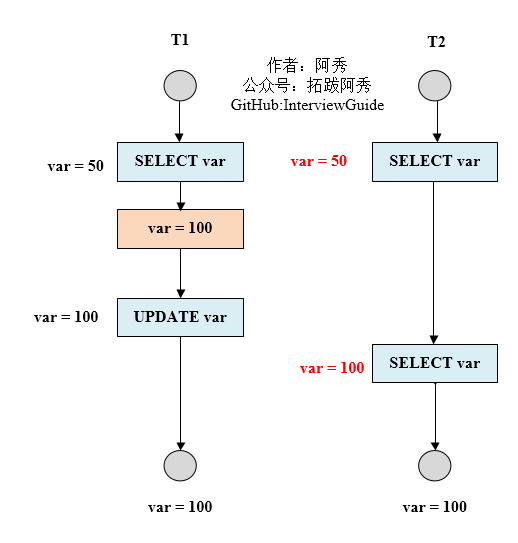 T1
T2
作者：阿秀
公众号：拓跋阿秀
GitHub:InterviewGuide
var = 50
SELECT var
var = 50
SELECT var
var = 100
var = 100
UPDATE var
var = 100
SELECT var
var = 100
var = 100